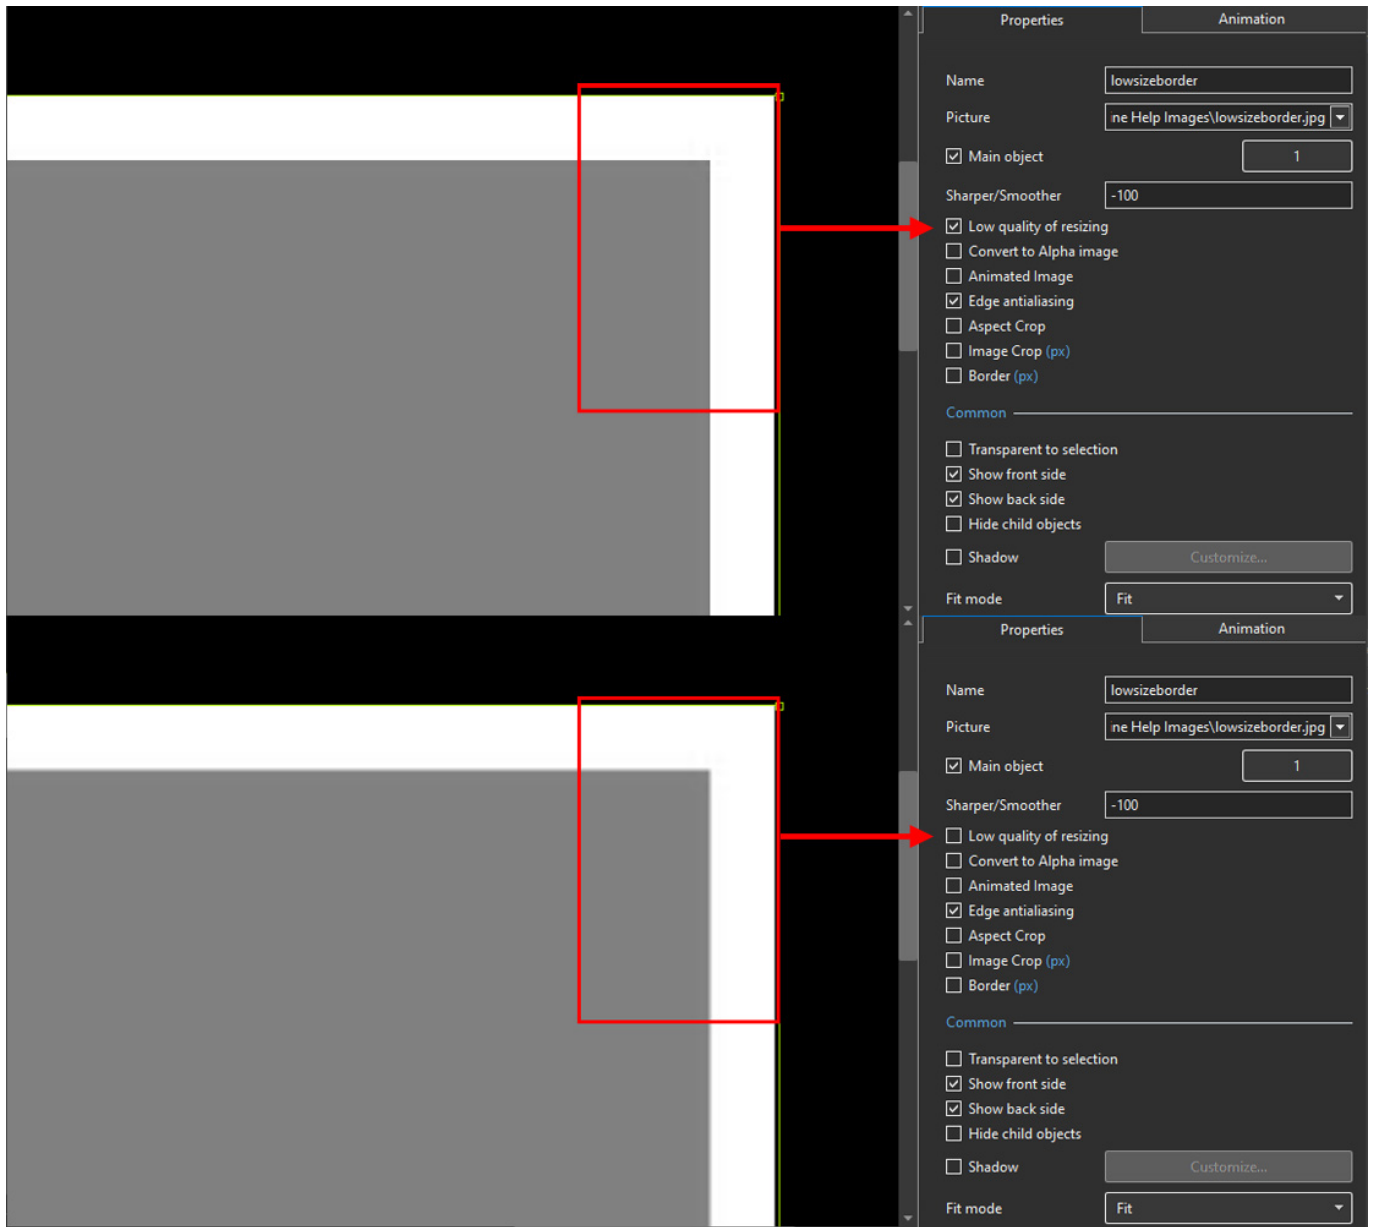 Properties Animation
Name lowsizeborder
Picture ne Help Images\lowsizeborder.jpg
Main object 1
Sharper/Smoother -100
Low quality of resizing
Convert to Alpha image
Animated Image
Edge antialiasing
Aspect Crop
Image Crop (px)
Border (px)
Common
Transparent to selection
Show front side
Show back side
Hide child objects
Shadow Customize...
Fit mode Fit
Properties Animation
Name lowsizeborder
Picture ne Help Images\lowsizeborder.jpg
Main object 1
Sharper/Smoother -100
Low quality of resizing
Convert to Alpha image
Animated Image
Edge antialiasing
Aspect Crop
Image Crop (px)
Border (px)
Common
Transparent to selection
Show front side
Show back side
Hide child objects
Shadow Customize...
Fit mode Fit